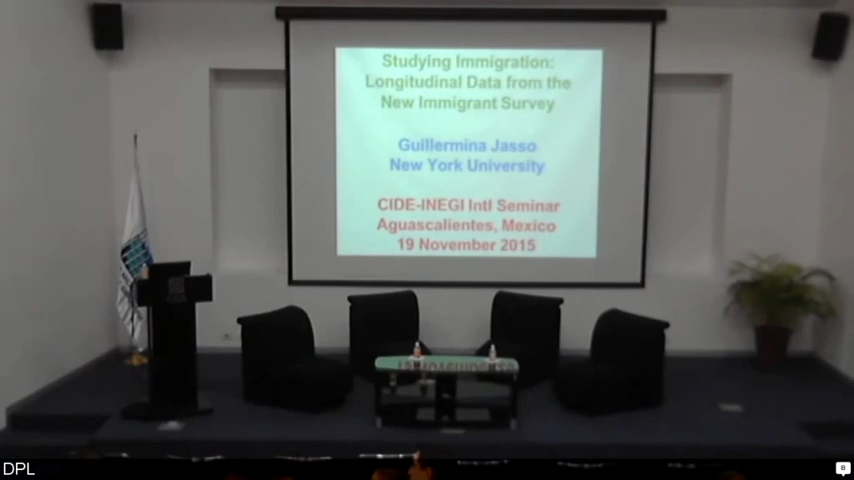 Studying Immigration:
Longitudinal Data from the
New Immigrant Survey
Guillermina Jasso
New York University
CIDE-INEGI Intl Seminar
Aguascalientes, Mexico
19 November 2015
DPL